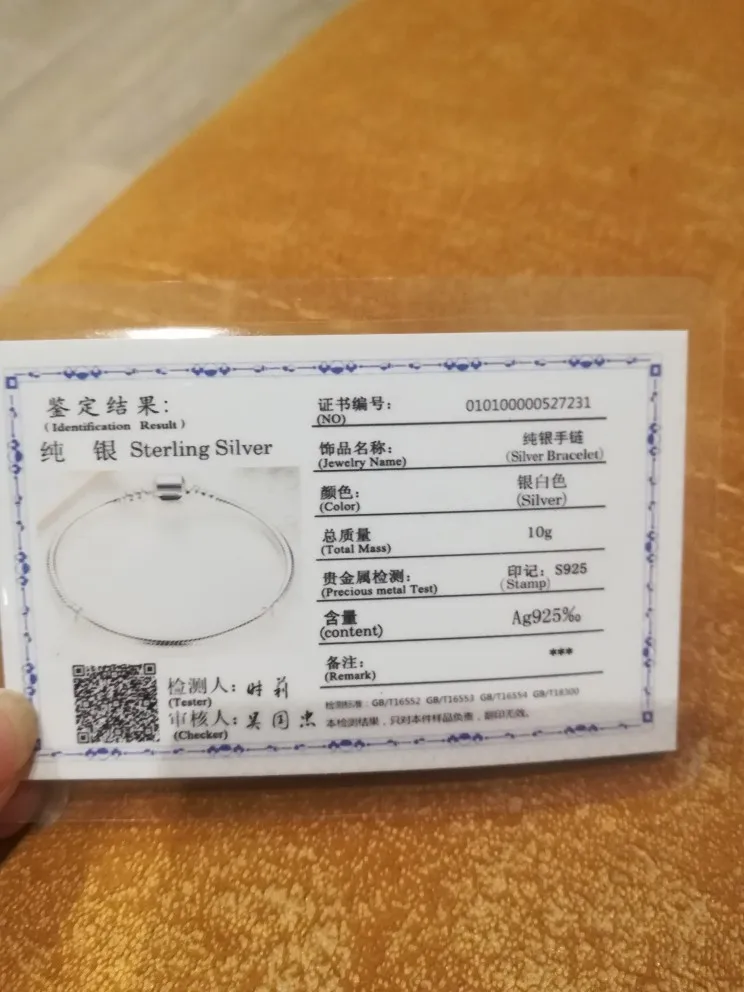 鉴定结果:
( Identification Result )
纯 银 Sterling Silver
检测人: 时莉
(Tester)
审核人: 吴国忠
(Checker)
证书编号: 010100000527231
(NO)
饰品名称: 纯银手链
(Jewelry Name) (Silver Bracelet)
颜色: 银白色
(Color) (Silver)
总质量 10g
(Total Mass)
贵金属检测: 印记: S925
(Precious metal Test) (Stamp)
含量 Ag925‰
(content)
备注: ***
(Remark)
检测标准: GB/T16552 GB/T16553 GB/T16554 GB/T18300
本检测结果,只对本件样品负责,翻印无效。